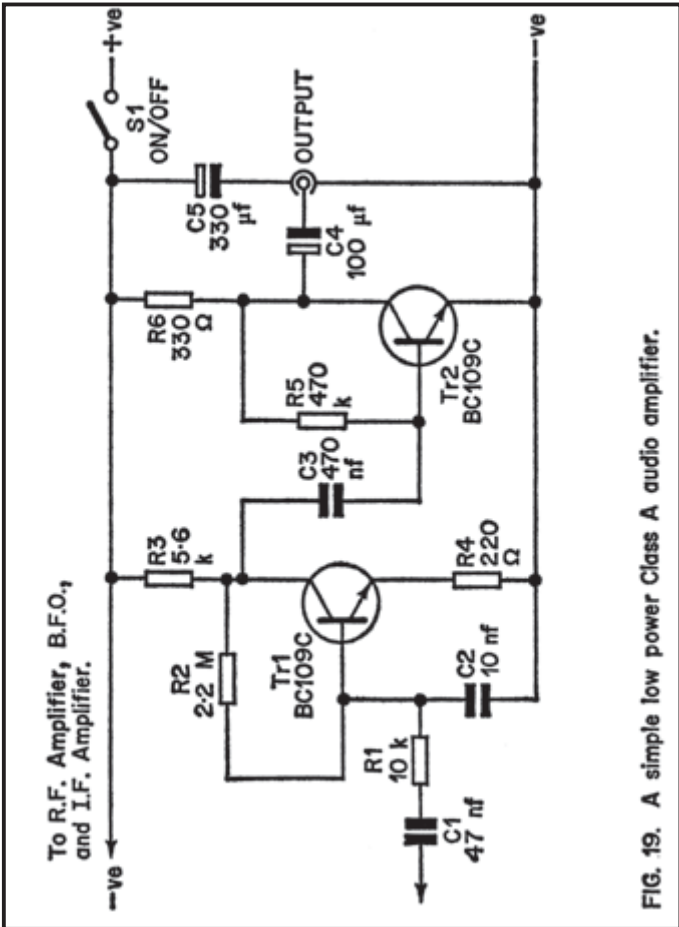 To R.F. Amplifier, B.F.O.,
and I.F. Amplifier.
–ve
+ve
S1
ON/OFF
R3
5·6
k
R6
330
Ω
C5
330
μf
R2
2·2 M
C3
470
nf
R5
470
k
OUTPUT
C4
100 μf
Tr1
BC109C
Tr2
BC109C
R1
10 k
C1
47 nf
C2
10 nf
R4
220
Ω
–ve
FIG. 19. A simple low power Class A audio amplifier.